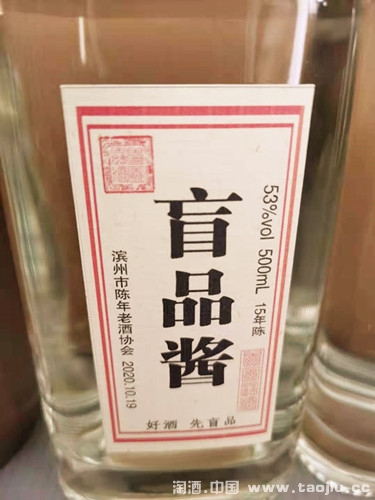 盲品酱
53%vol 500mL 15年陈
滨州市陈年老酒协会 2020.10.19
好酒 先盲品
淘酒.中国 www.taojiu.cc